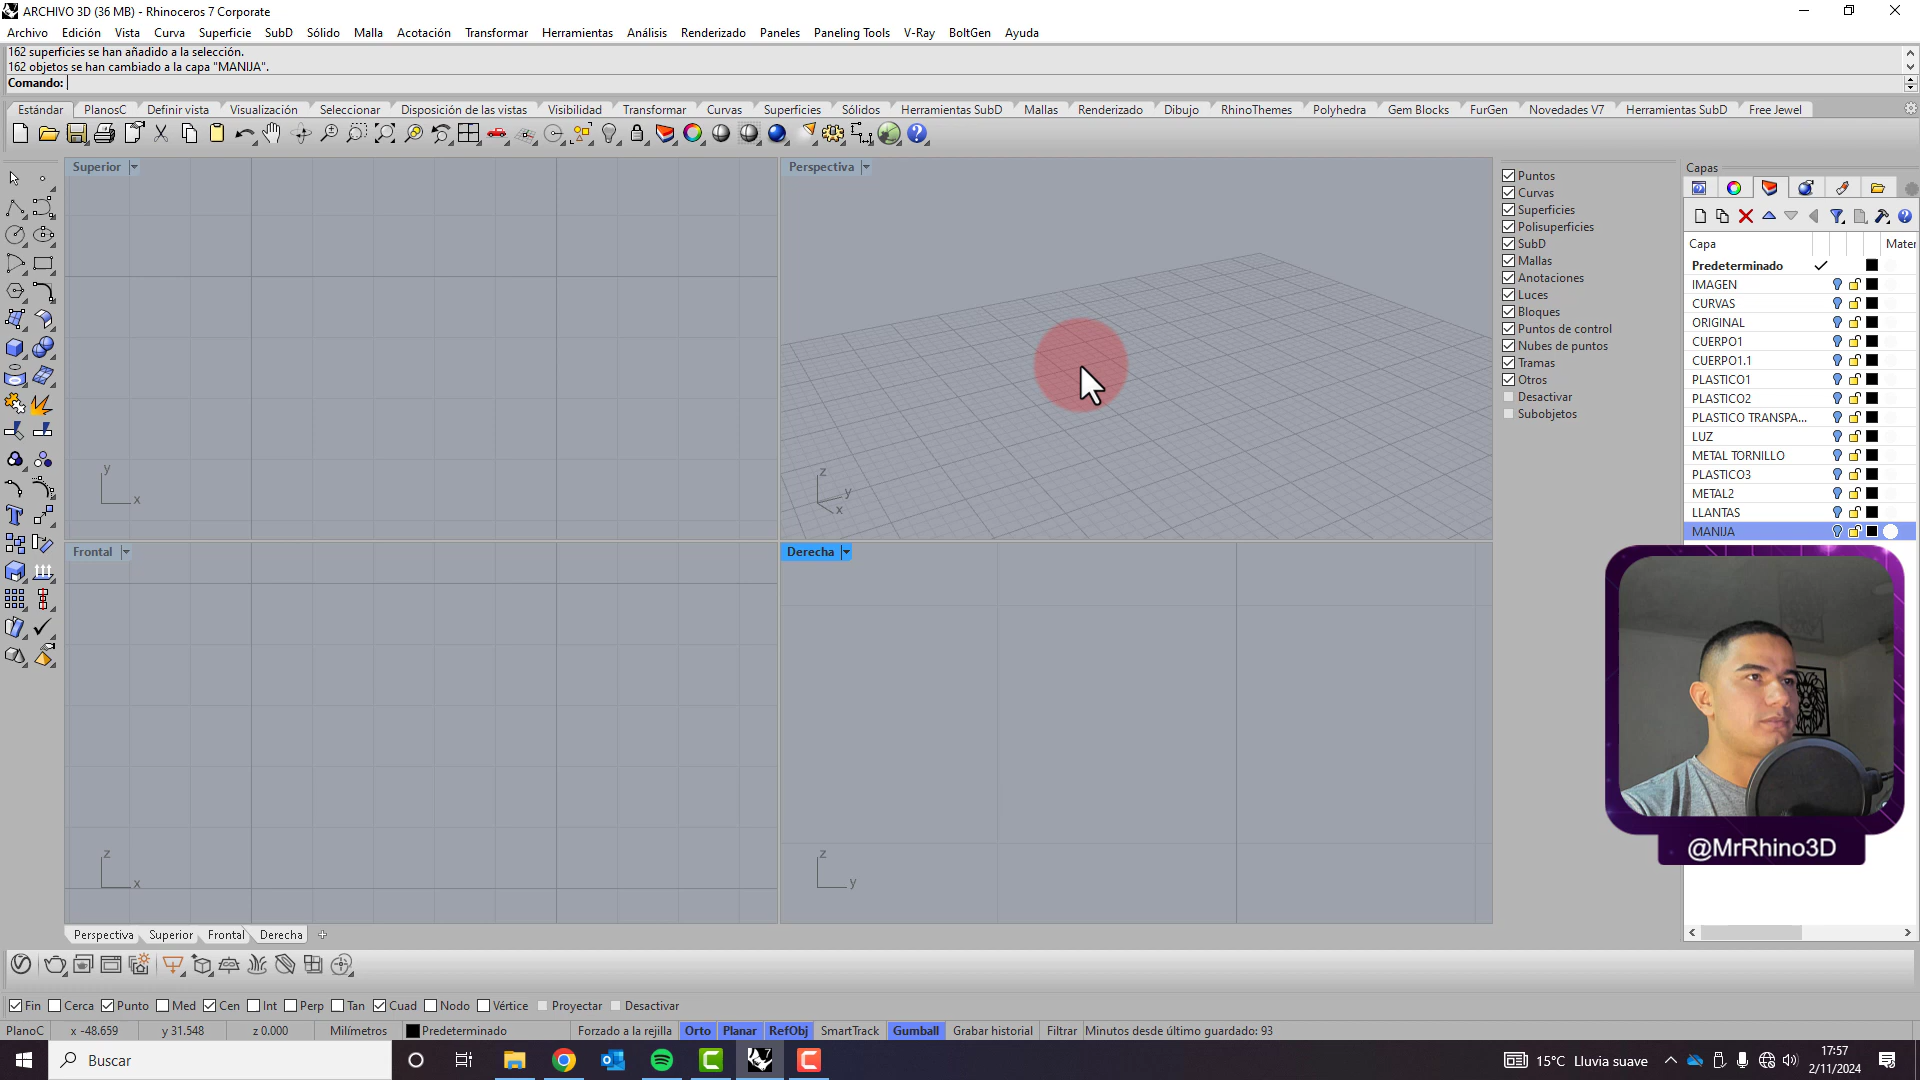 ARCHIVO 3D (36 MB) - Rhinoceros 7 Corporate
Archivo Edición Vista Curva Superficie SubD Sólido Malla Acotación Transformar Herramientas Análisis Renderizado Paneles Paneling Tools V-Ray BoltGen Ayuda
162 superficies se han añadido a la selección.
162 objetos se han cambiado a la capa "MANIJA".
Comando:
Estándar PlanosC Definir vista Visualización Seleccionar Disposición de las vistas Visibilidad Transformar Curvas Superficies Sólidos Herramientas SubD Mallas Renderizado Dibujo RhinoThemes Polyhedra Gem Blocks FurGen Novedades V7 Herramientas SubD Free Jewel
Superior
y
x
Perspectiva
z
y
x
Frontal
z
x
Derecha
z
y
Puntos
Curvas
Superficies
Polisuperficies
SubD
Mallas
Anotaciones
Luces
Bloques
Puntos de control
Nubes de puntos
Tramas
Otros
Desactivar
Subobjetos
Capas
Capa Mater
Predeterminado
IMAGEN
CURVAS
ORIGINAL
CUERPO1
CUERPO1.1
PLASTICO1
PLASTICO2
PLASTICO TRANSPA...
LUZ
METAL TORNILLO
PLASTICO3
METAL2
LLANTAS
MANIJA
@MrRhino3D
Perspectiva Superior Frontal Derecha
Fin Cerca Punto Med Cen Int Perp Tan Cuad Nodo Vértice Proyectar Desactivar
PlanoC x -48.659 y 31.548 z 0.000 Milímetros Predeterminado Forzado a la rejilla Orto Planar RefObj SmartTrack Gumball Grabar historial Filtrar Minutos desde último guardado: 93
Buscar
15°C Lluvia suave
17:57
2/11/2024